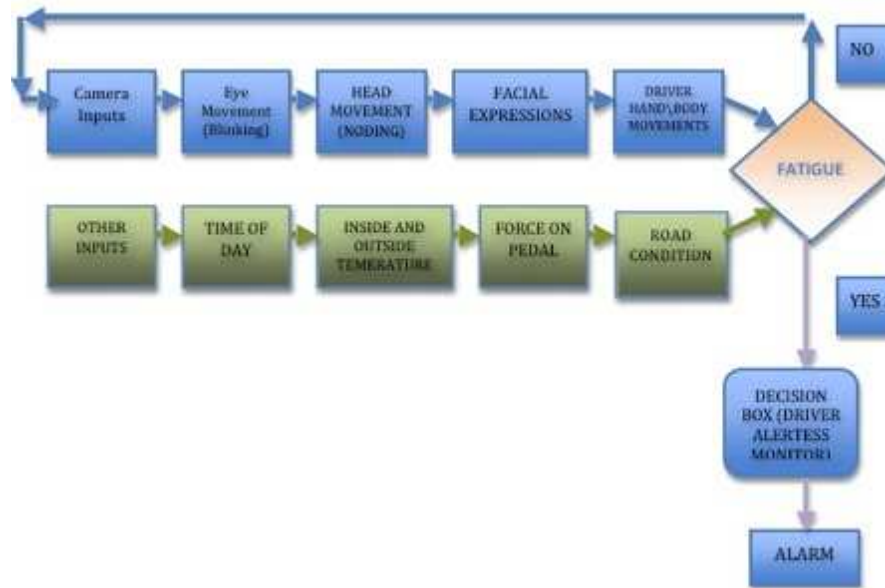 NO
Camera
Inputs
Eye
Movement
(Blinking)
HEAD
MOVEMENT
(NODING)
FACIAL
EXPRESSIONS
DRIVER
HAND\BODY
MOVEMENTS
FATIGUE
OTHER
INPUTS
TIME OF
DAY
INSIDE AND
OUTSIDE
TEMERATURE
FORCE ON
PEDAL
ROAD
CONDITION
YES
DECISION
BOX (DRIVER
ALERTESS
MONITOR)
ALARM